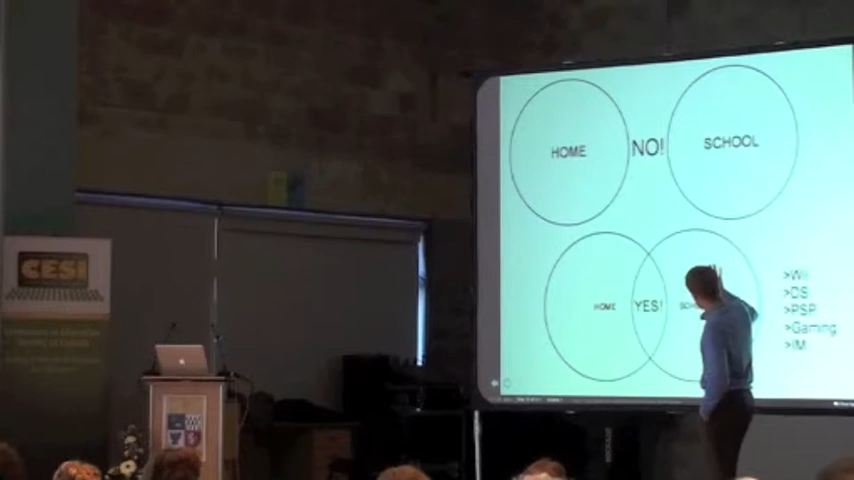 HOME
NO!
SCHOOL
HOME
YES!
>Wii
>DS
>PSP
>Gaming
>IM
CESI